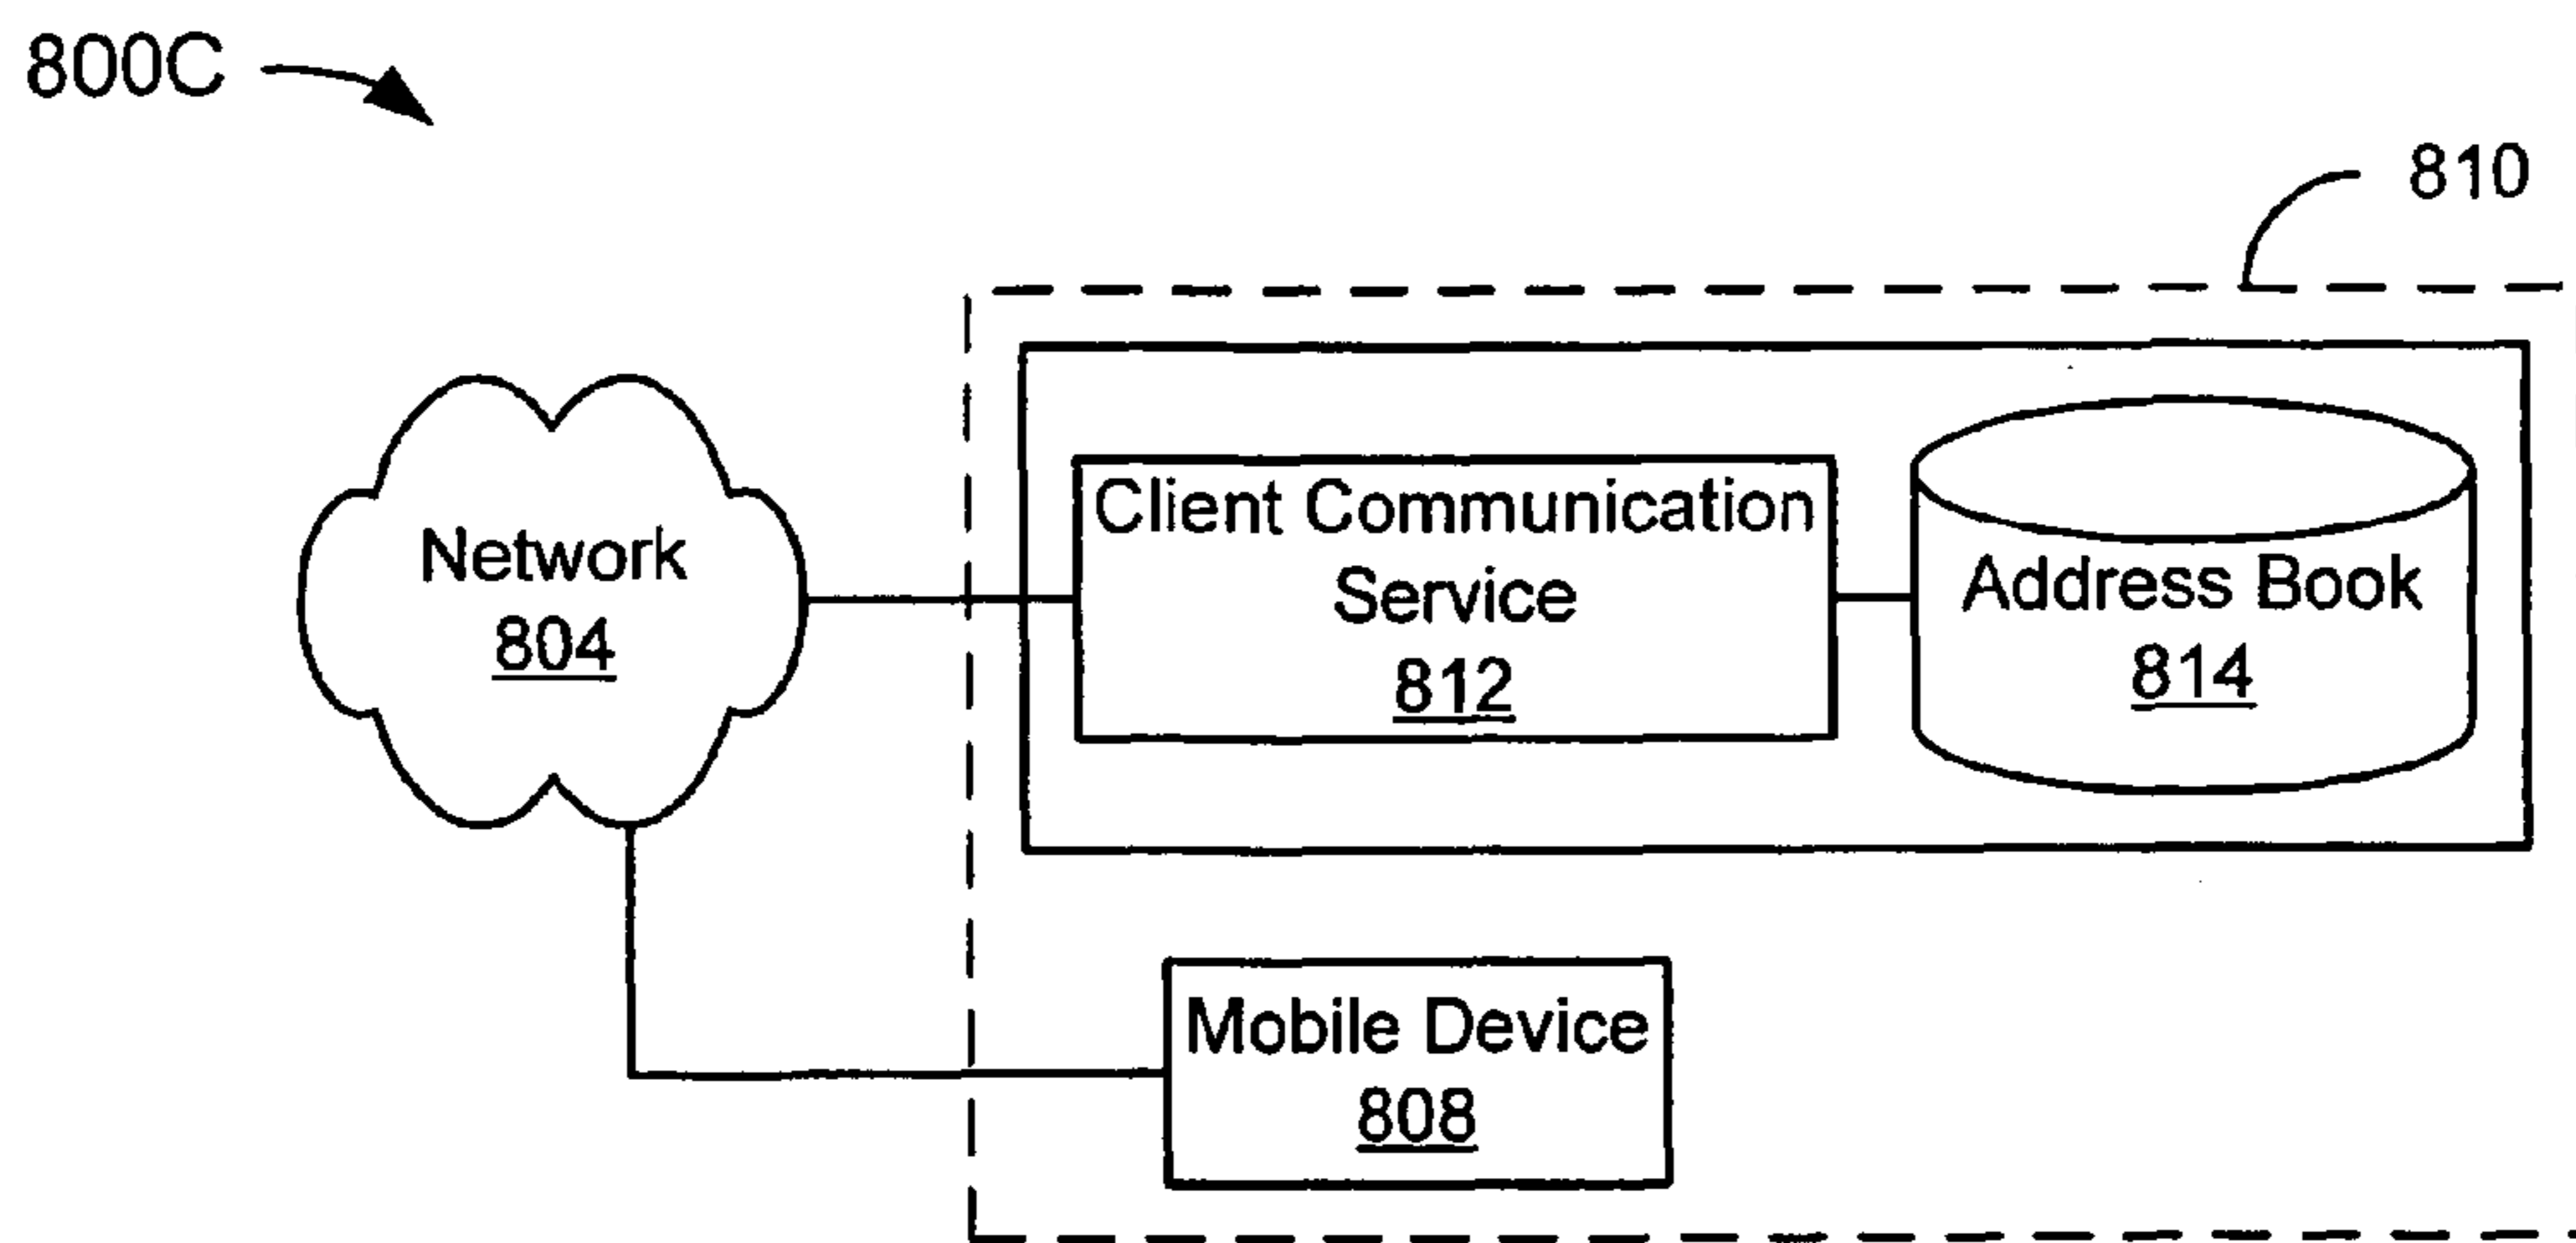 800C
810
Network
804
Client Communication
Service
812
Address Book
814
Mobile Device
808